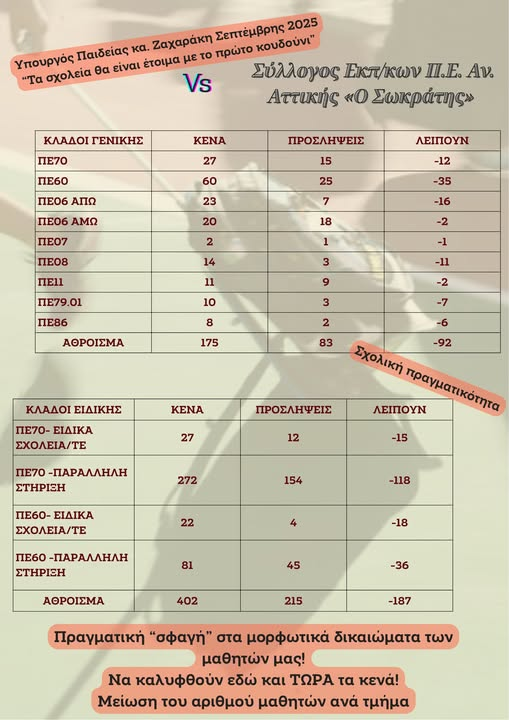 Υπουργός Παιδείας κα. Ζαχαράκη Σεπτέμβρης 2025
“Τα σχολεία θα είναι έτοιμα με το πρώτο κουδούνι”
Vs
Σύλλογος Εκπ/κων Π.Ε. Αν.
Αττικής «Ο Σωκράτης»
ΚΛΑΔΟΙ ΓΕΝΙΚΗΣ ΚΕΝΑ ΠΡΟΣΛΗΨΕΙΣ ΛΕΙΠΟΥΝ
ΠΕ70 27 15 -12
ΠΕ60 60 25 -35
ΠΕ06 ΑΠΩ 23 7 -16
ΠΕ06 ΑΜΩ 20 18 -2
ΠΕ07 2 1 -1
ΠΕ08 14 3 -11
ΠΕ11 11 9 -2
ΠΕ79.01 10 3 -7
ΠΕ86 8 2 -6
ΑΘΡΟΙΣΜΑ 175 83 -92
Σχολική πραγματικότητα
ΚΛΑΔΟΙ ΕΙΔΙΚΗΣ ΚΕΝΑ ΠΡΟΣΛΗΨΕΙΣ ΛΕΙΠΟΥΝ
ΠΕ70- ΕΙΔΙΚΑ
ΣΧΟΛΕΙΑ/ΤΕ 27 12 -15
ΠΕ70 -ΠΑΡΑΛΛΗΛΗ
ΣΤΗΡΙΞΗ 272 154 -118
ΠΕ60- ΕΙΔΙΚΑ
ΣΧΟΛΕΙΑ/ΤΕ 22 4 -18
ΠΕ60 -ΠΑΡΑΛΛΗΛΗ
ΣΤΗΡΙΞΗ 81 45 -36
ΑΘΡΟΙΣΜΑ 402 215 -187
Πραγματική “σφαγή” στα μορφωτικά δικαιώματα των
μαθητών μας!
Να καλυφθούν εδώ και ΤΩΡΑ τα κενά!
Μείωση του αριθμού μαθητών ανά τμήμα